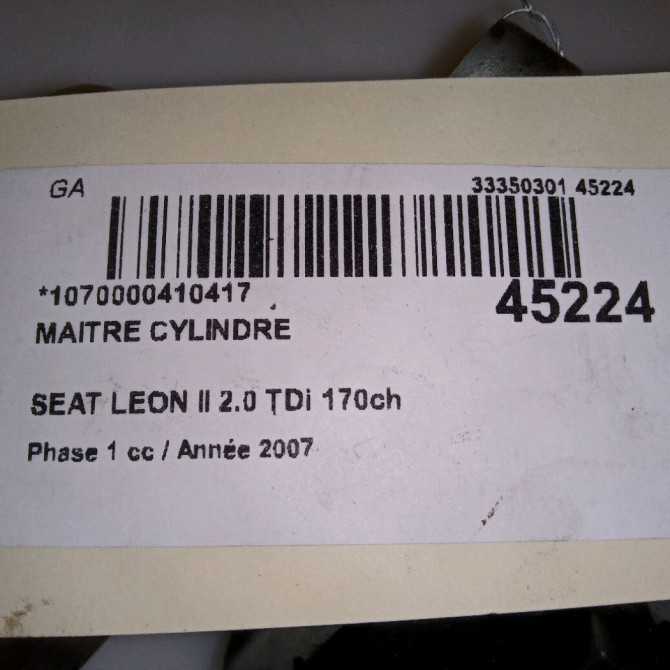 GA 33350301 45224
*1070000410417 45224
MAITRE CYLINDRE
SEAT LEON II 2.0 TDi 170ch
Phase 1 cc / Année 2007